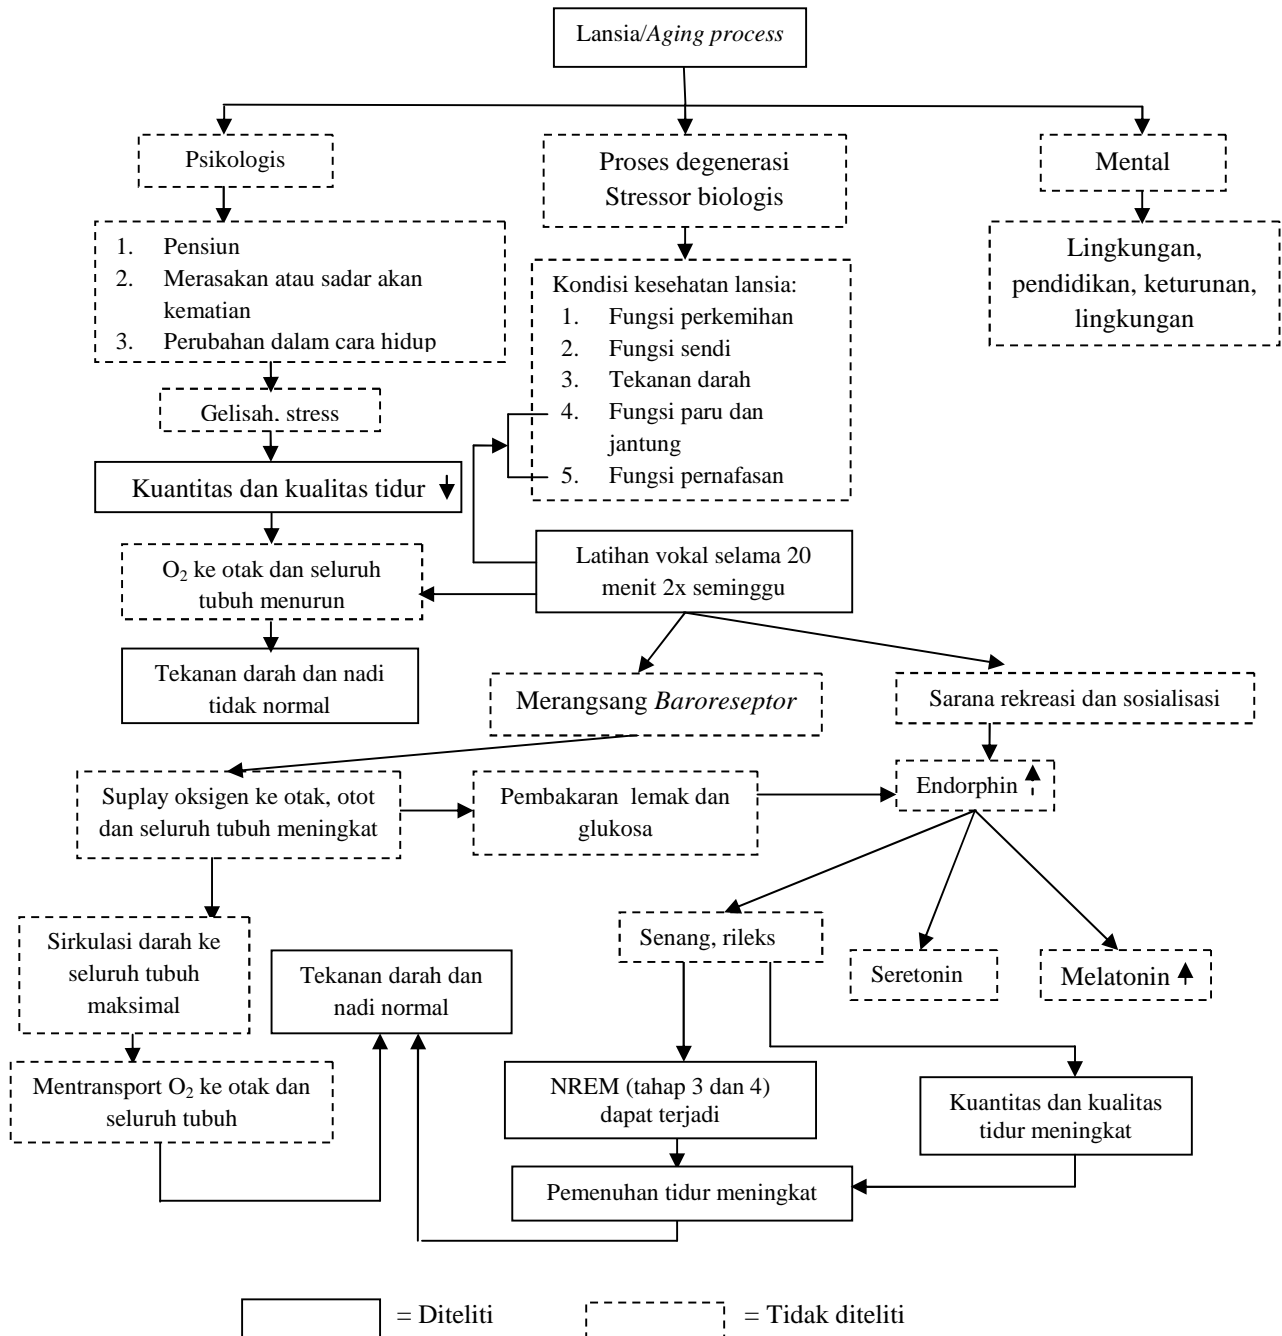 Lansia/Aging process
Psikologis
Proses degenerasi
Stressor biologis
Mental
1. Pensiun
2. Merasakan atau sadar akan
kematian
3. Perubahan dalam cara hidup
Kondisi kesehatan lansia:
1. Fungsi perkemihan
2. Fungsi sendi
3. Tekanan darah
4. Fungsi paru dan
jantung
5. Fungsi pernafasan
Lingkungan,
pendidikan, keturunan,
lingkungan
Gelisah, stress
Kuantitas dan kualitas tidur
O₂ ke otak dan seluruh
tubuh menurun
Latihan vokal selama 20
menit 2x seminggu
Tekanan darah dan nadi
tidak normal
Merangsang Baroreseptor
Sarana rekreasi dan sosialisasi
Suplay oksigen ke otak, otot
dan seluruh tubuh meningkat
Pembakaran lemak dan
glukosa
Endorphin
Sirkulasi darah ke
seluruh tubuh
maksimal
Tekanan darah dan
nadi normal
Senang, rileks
Seretonin
Melatonin
Mentransport O₂ ke otak dan
seluruh tubuh
NREM (tahap 3 dan 4)
dapat terjadi
Kuantitas dan kualitas
tidur meningkat
Pemenuhan tidur meningkat
= Diteliti
= Tidak diteliti